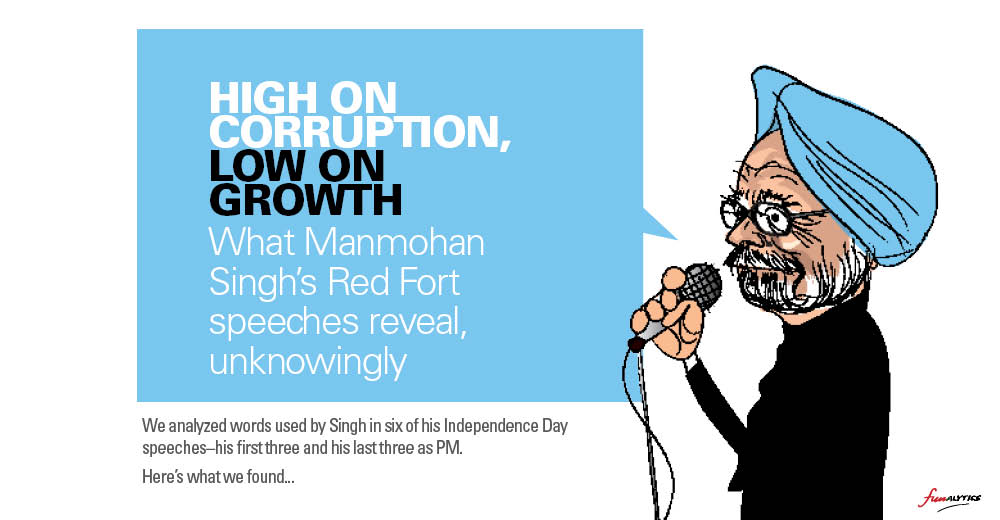 HIGH ON
CORRUPTION,
LOW ON
GROWTH
What Manmohan
Singh's Red Fort
speeches reveal,
unknowingly
We analyzed words used by Singh in six of his Independence Day
speeches–his first three and his last three as PM.
Here's what we found...
funALYTICS